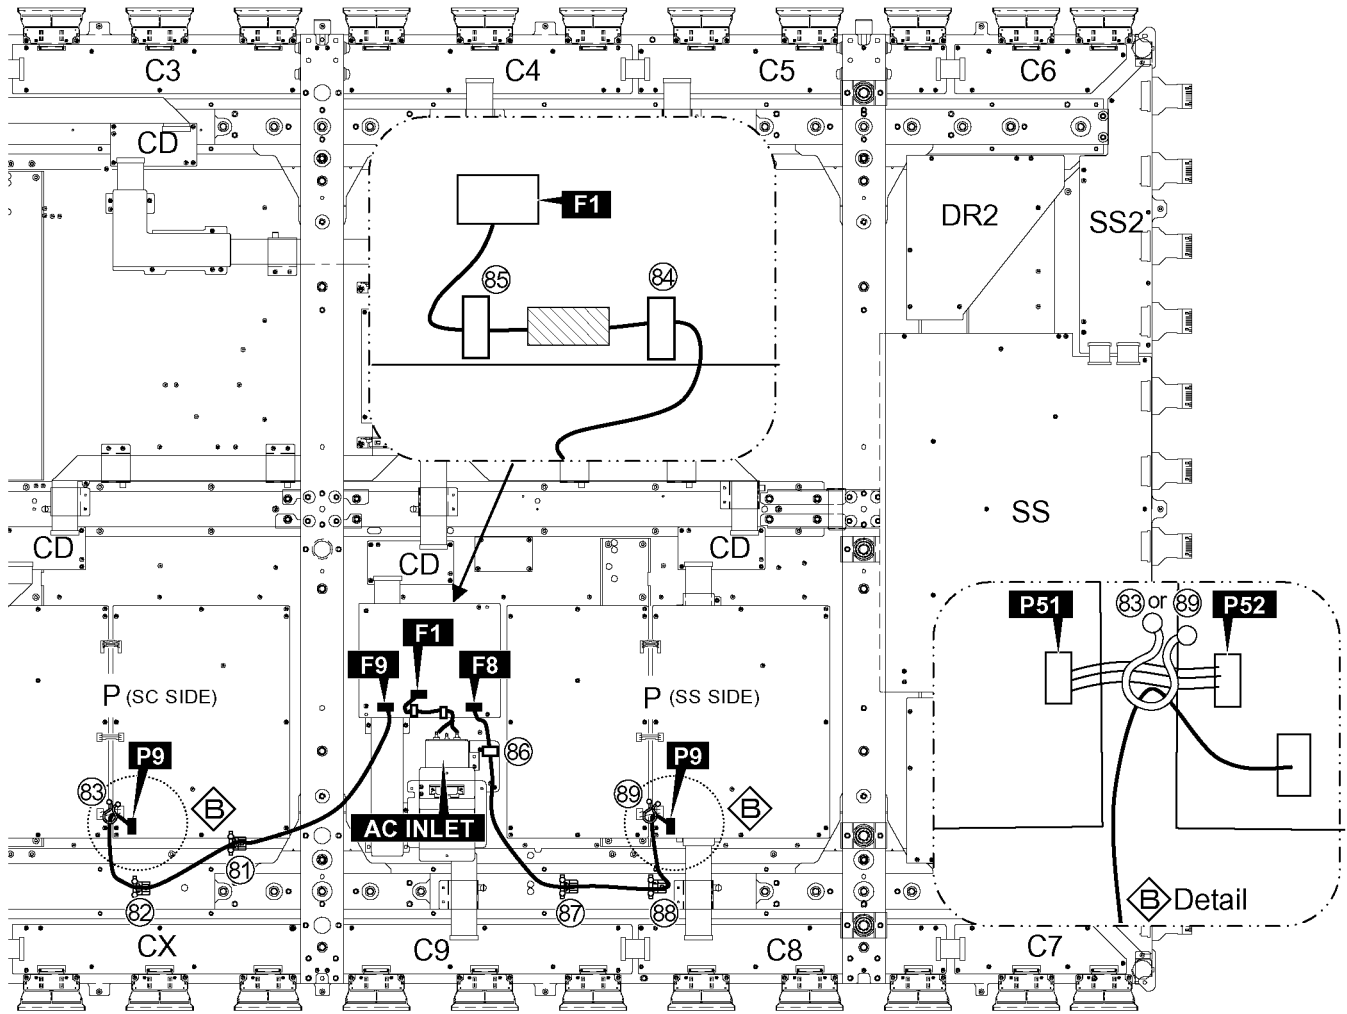 C3
C4
C5
C6
CD
F1
DR2
SS2
85
84
SS
CD
CD
CD
P51
83 or 89
P52
F1
F9
F8
P (SC SIDE)
P (SS SIDE)
P9
86
P9
83
B
89
B
AC INLET
81
82
87
88
B Detail
CX
C9
C8
C7